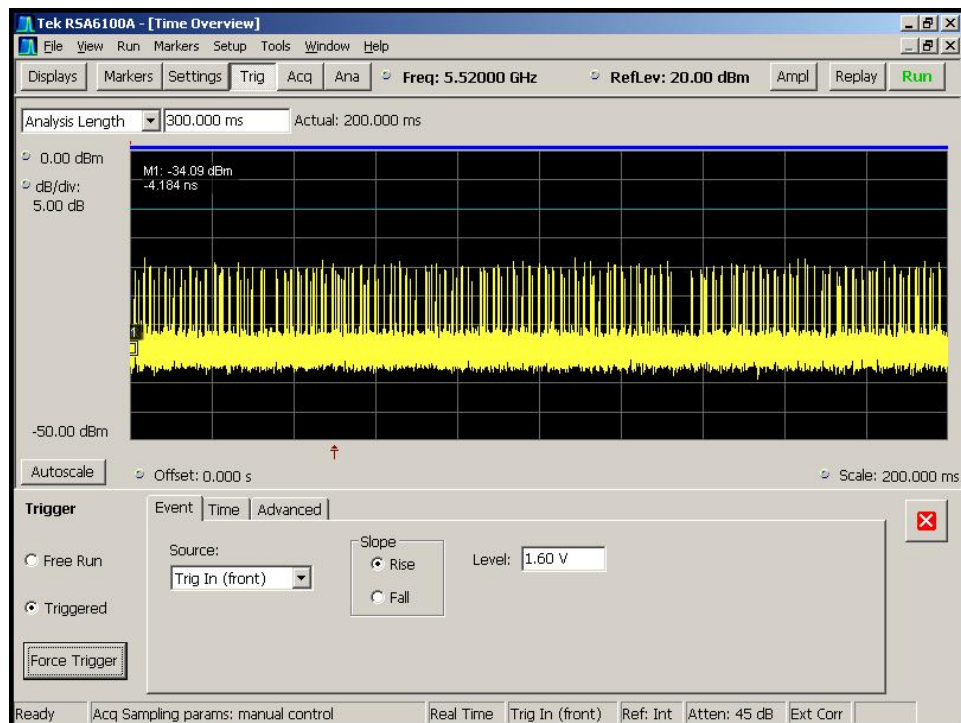 Tek RSA6100A - [Time Overview]
File View Run Markers Setup Tools Window Help
Displays Markers Settings Trig Acq Ana Freq: 5.52000 GHz RefLev: 20.00 dBm Ampl Replay Run
Analysis Length 300.000 ms Actual: 200.000 ms
0.00 dBm
dB/div:
5.00 dB
M1: -34.09 dBm
-4.184 ns
1
-50.00 dBm
Autoscale Offset: 0.000 s Scale: 200.000 ms
Trigger Event Time Advanced
Free Run
Triggered
Force Trigger
Source:
Trig In (front)
Slope
Rise
Fall
Level: 1.60 V
Ready Acq Sampling params: manual control Real Time Trig In (front) Ref: Int Atten: 45 dB Ext Corr